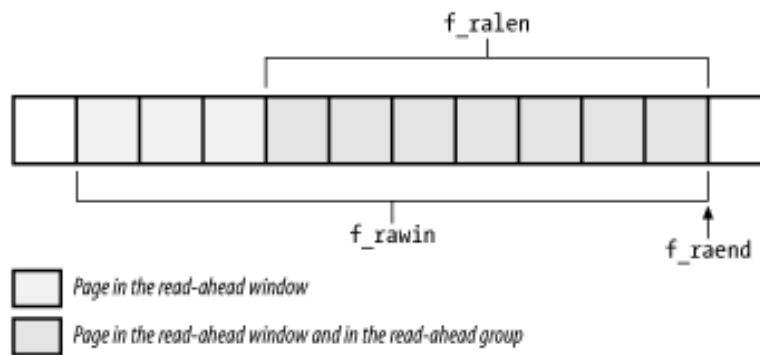 f_ralen
f_rawin
f_raend
Page in the read-ahead window
Page in the read-ahead window and in the read-ahead group